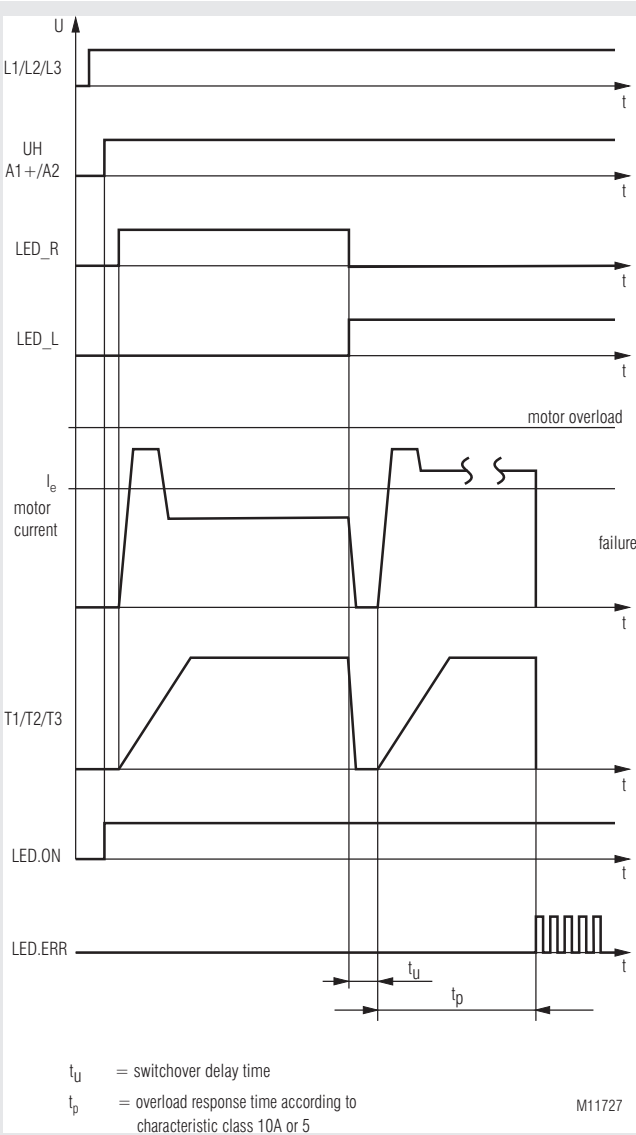 U
L1/L2/L3
t
UH
A1+/A2
t
LED_R
t
LED_L
t
motor overload
Ie
motor
current
failure
t
T1/T2/T3
t
LED.ON
t
LED.ERR
t
tU
tp
tU = switchover delay time
tp = overload response time according to
characteristic class 10A or 5
M11727